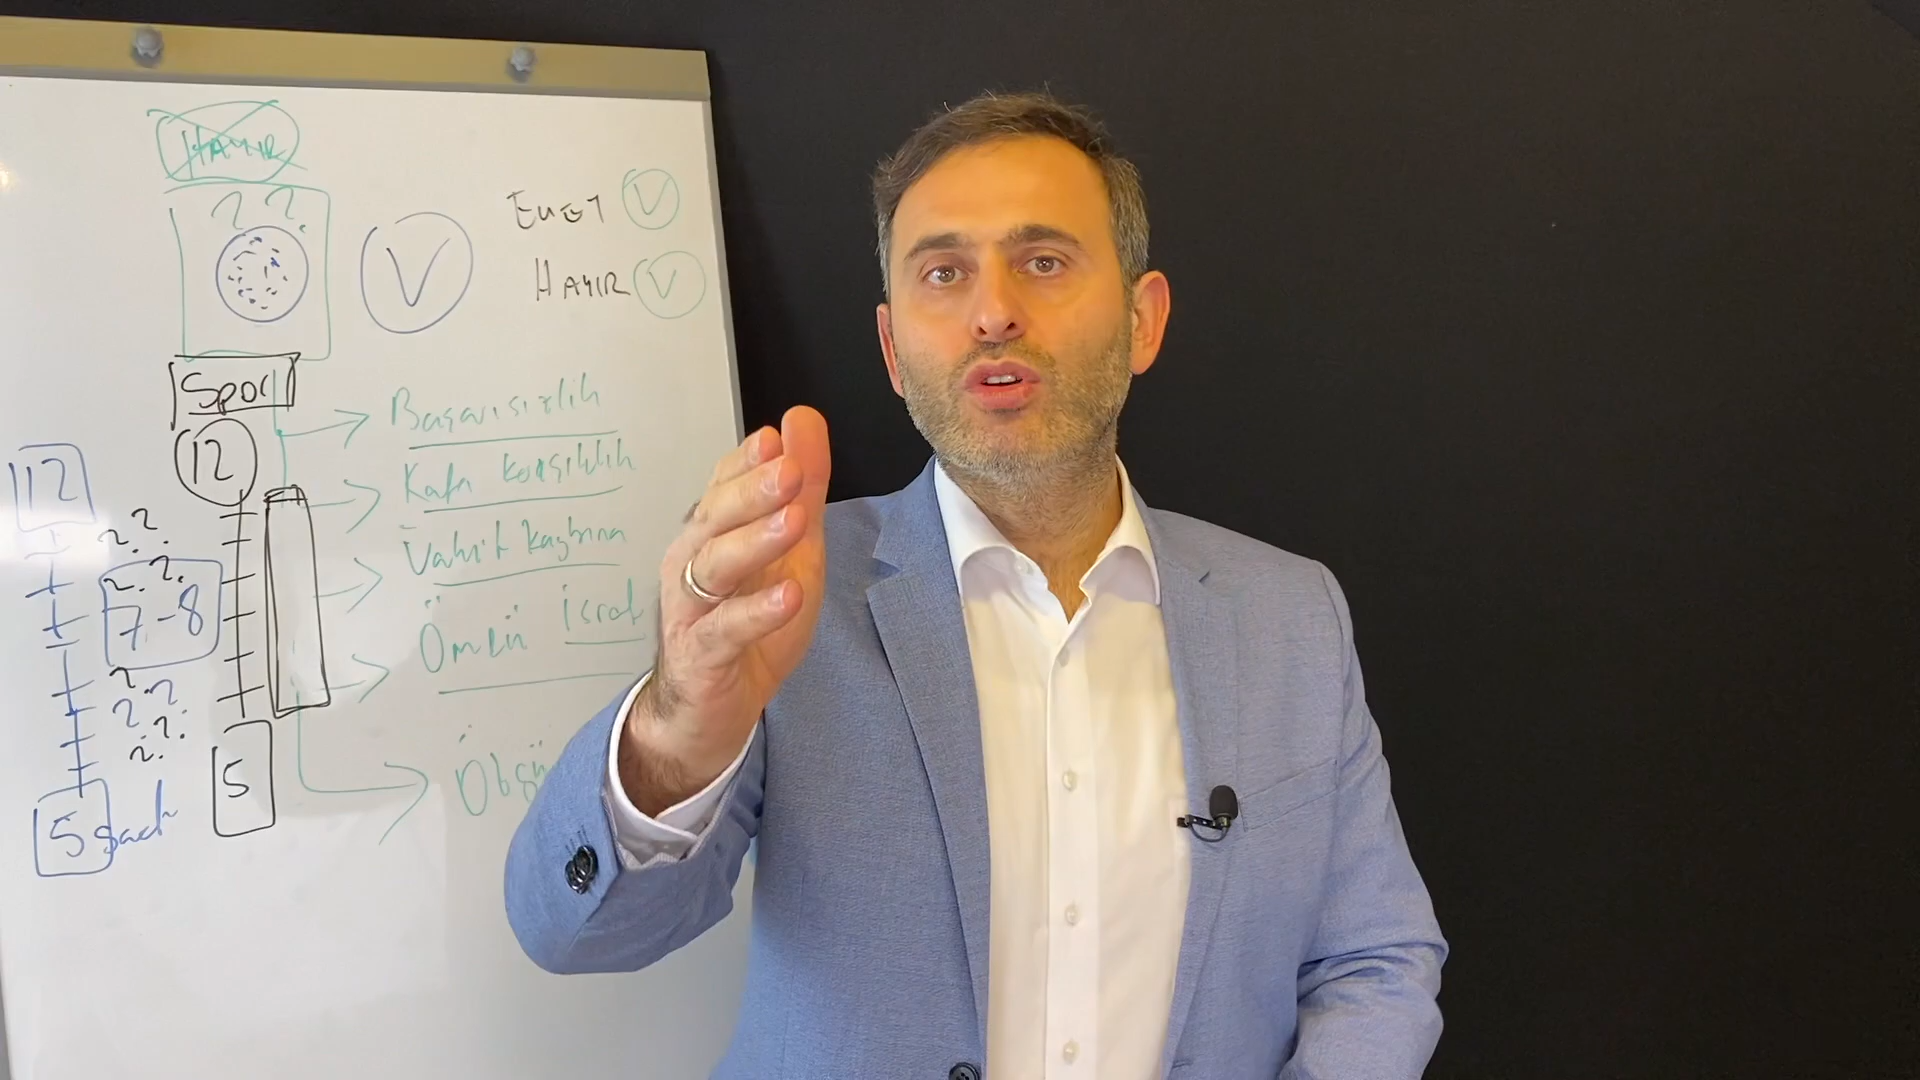 HAYIR
? ?
V
EVET V
HAYIR V
Spor
12
12
? ?
? ?
7-8
?
? ?
? ?
5 saat
5
Başarısızlık
Kafa karışıklık
Vakit kaybına
Ömrü israf